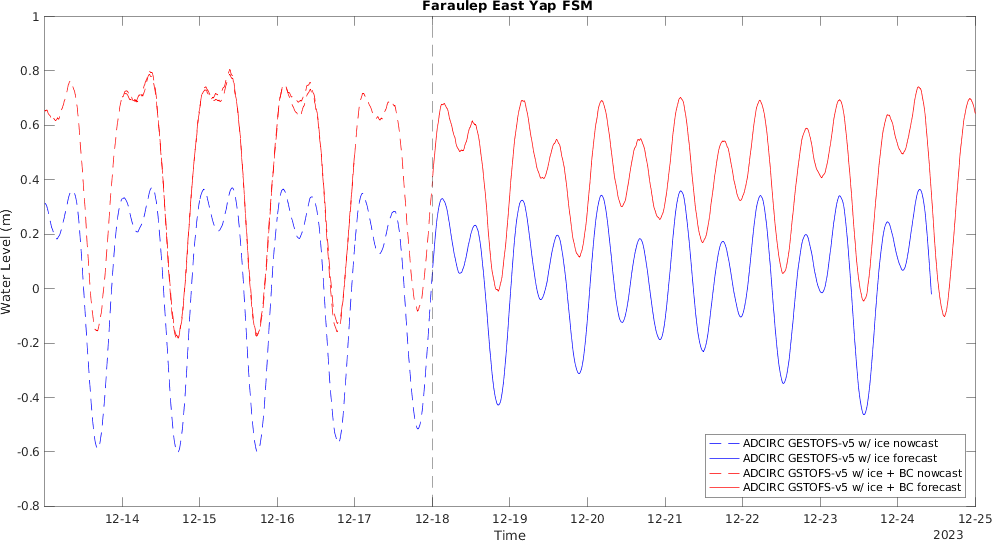 Faraulep East Yap FSM
1
0.8
0.6
0.4
0.2
0
-0.2
-0.4
-0.6
-0.8
Water Level (m)
ADCIRC GESTOFS-v5 w/ ice nowcast
ADCIRC GESTOFS-v5 w/ ice forecast
ADCIRC GSTOFS-v5 w/ ice + BC nowcast
ADCIRC GSTOFS-v5 w/ ice + BC forecast
12-14 12-15 12-16 12-17 12-18 12-19 12-20 12-21 12-22 12-23 12-24 12-25
Time
2023